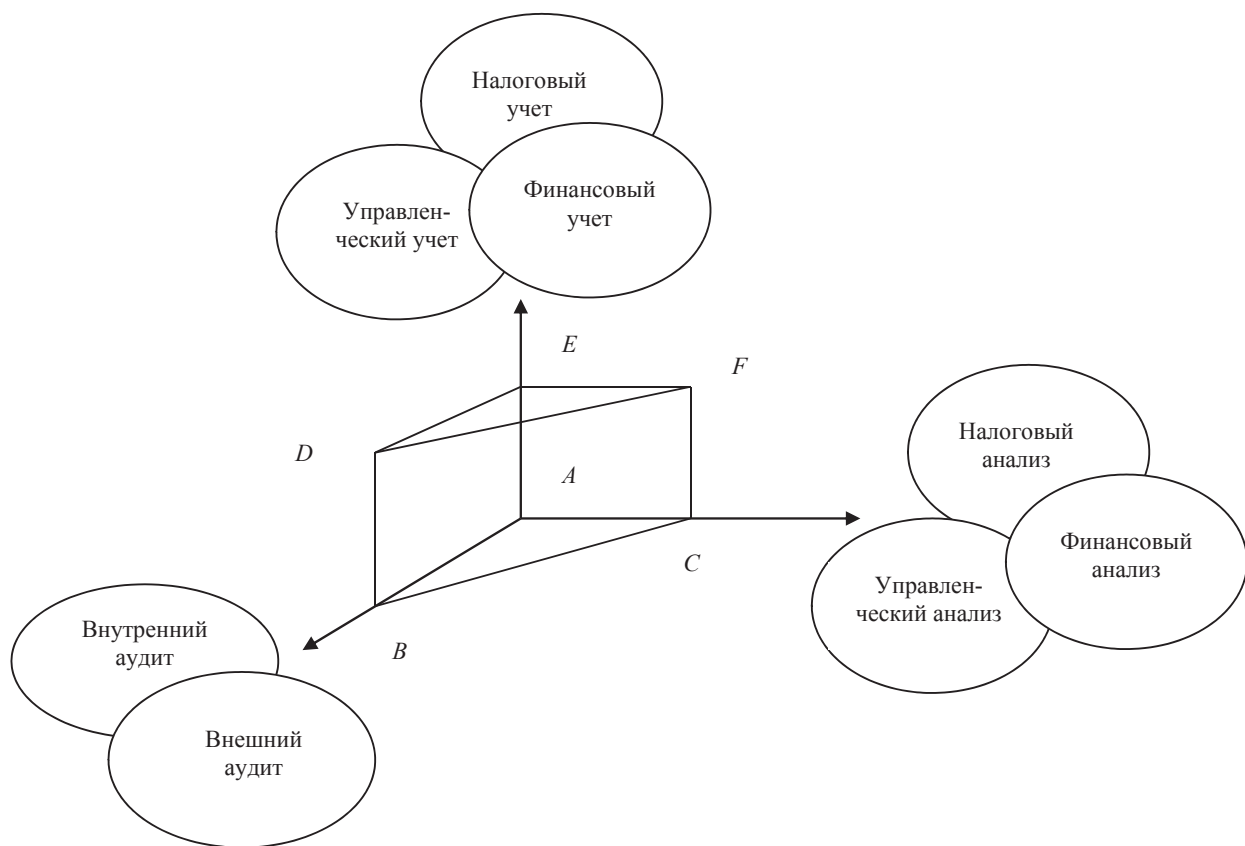 Налоговый
учет
Управлен-
ческий учет
Финансовый
учет
E
F
D
A
C
B
Налоговый
анализ
Финансовый
анализ
Управлен-
ческий анализ
Внутренний
аудит
Внешний
аудит